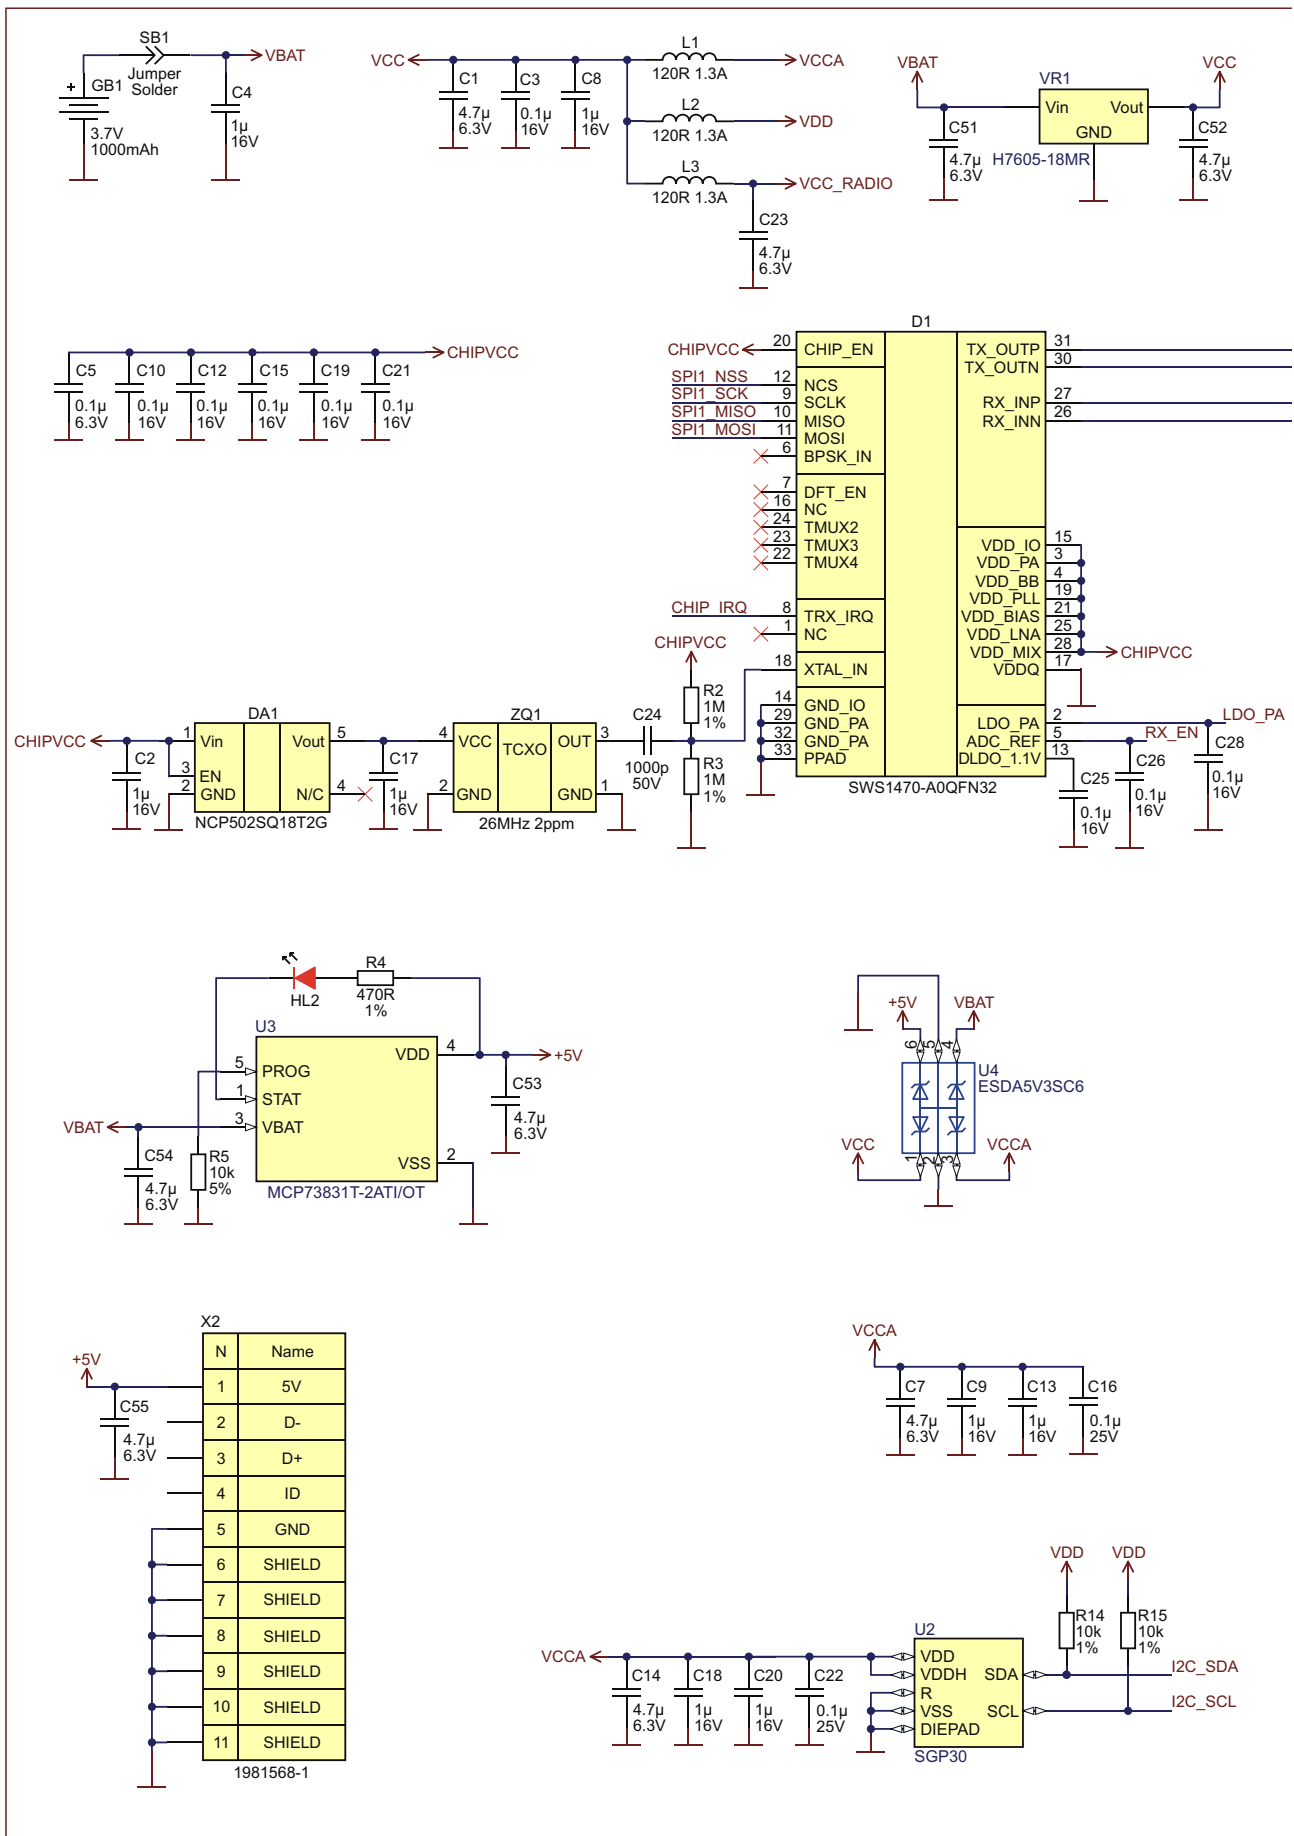 SB1
VBAT
Jumper
Solder
+
GB1
3.7V
1000mAh
C4
1µ
16V
VCC
C1
4.7µ
6.3V
C3
0.1µ
16V
C8
1µ
16V
L1
120R 1.3A
VCCA
L2
120R 1.3A
VDD
L3
120R 1.3A
VCC_RADIO
C23
4.7µ
6.3V
VBAT
VCC
VR1
Vin
Vout
GND
H7605-18MR
C51
4.7µ
6.3V
C52
4.7µ
6.3V
CHIPVCC
C5
0.1µ
6.3V
C10
0.1µ
16V
C12
0.1µ
16V
C15
0.1µ
16V
C19
0.1µ
16V
C21
0.1µ
16V
D1
CHIPVCC 20 CHIP_EN
SPI1_NSS 12 NCS
SPI1_SCK 9 SCLK
SPI1_MISO 10 MISO
SPI1_MOSI 11 MOSI
6 BPSK_IN
7 DFT_EN
16 NC
24 TMUX2
23 TMUX3
22 TMUX4
CHIP_IRQ 8 TRX_IRQ
1 NC
18 XTAL_IN
14 GND_IO
29 GND_PA
32 GND_PA
33 PPAD
TX_OUTP 31
TX_OUTN 30
RX_INP 27
RX_INN 26
VDD_IO 15
VDD_PA 3
VDD_BB 4
VDD_PLL 19
VDD_BIAS 21
VDD_LNA 25
VDD_MIX 28 CHIPVCC
VDDQ 17
LDO_PA 2 LDO_PA
ADC_REF 5 RX_EN
DLDO_1.1V 13
SWS1470-A0QFN32
C25
0.1µ
16V
C26
0.1µ
16V
C28
0.1µ
16V
CHIPVCC
R2
1M
1%
R3
1M
1%
C24
1000p
50V
CHIPVCC
C2
1µ
16V
DA1
1 Vin
3 EN
2 GND
Vout 5
N/C 4
NCP502SQ18T2G
C17
1µ
16V
ZQ1
4 VCC
TCXO
OUT 3
2 GND
GND 1
26MHz 2ppm
HL2
R4
470R
1%
U3
5 PROG
1 STAT
3 VBAT
VDD 4
VSS 2
MCP73831T-2ATI/OT
+5V
C53
4.7µ
6.3V
VBAT
C54
4.7µ
6.3V
R5
10k
5%
+5V
VBAT
6
5
4
U4
ESDA5V3SC6
VCC
VCCA
1
2
3
X2
N Name
1 5V
2 D-
3 D+
4 ID
5 GND
6 SHIELD
7 SHIELD
8 SHIELD
9 SHIELD
10 SHIELD
11 SHIELD
1981568-1
+5V
C55
4.7µ
6.3V
VCCA
C7
4.7µ
6.3V
C9
1µ
16V
C13
1µ
16V
C16
0.1µ
25V
VDD
VDD
R14
10k
1%
R15
10k
1%
VCCA
C14
4.7µ
6.3V
C18
1µ
16V
C20
1µ
16V
C22
0.1µ
25V
U2
VDD
VDDH
R
VSS
DIEPAD
SDA
SCL
SGP30
I2C_SDA
I2C_SCL